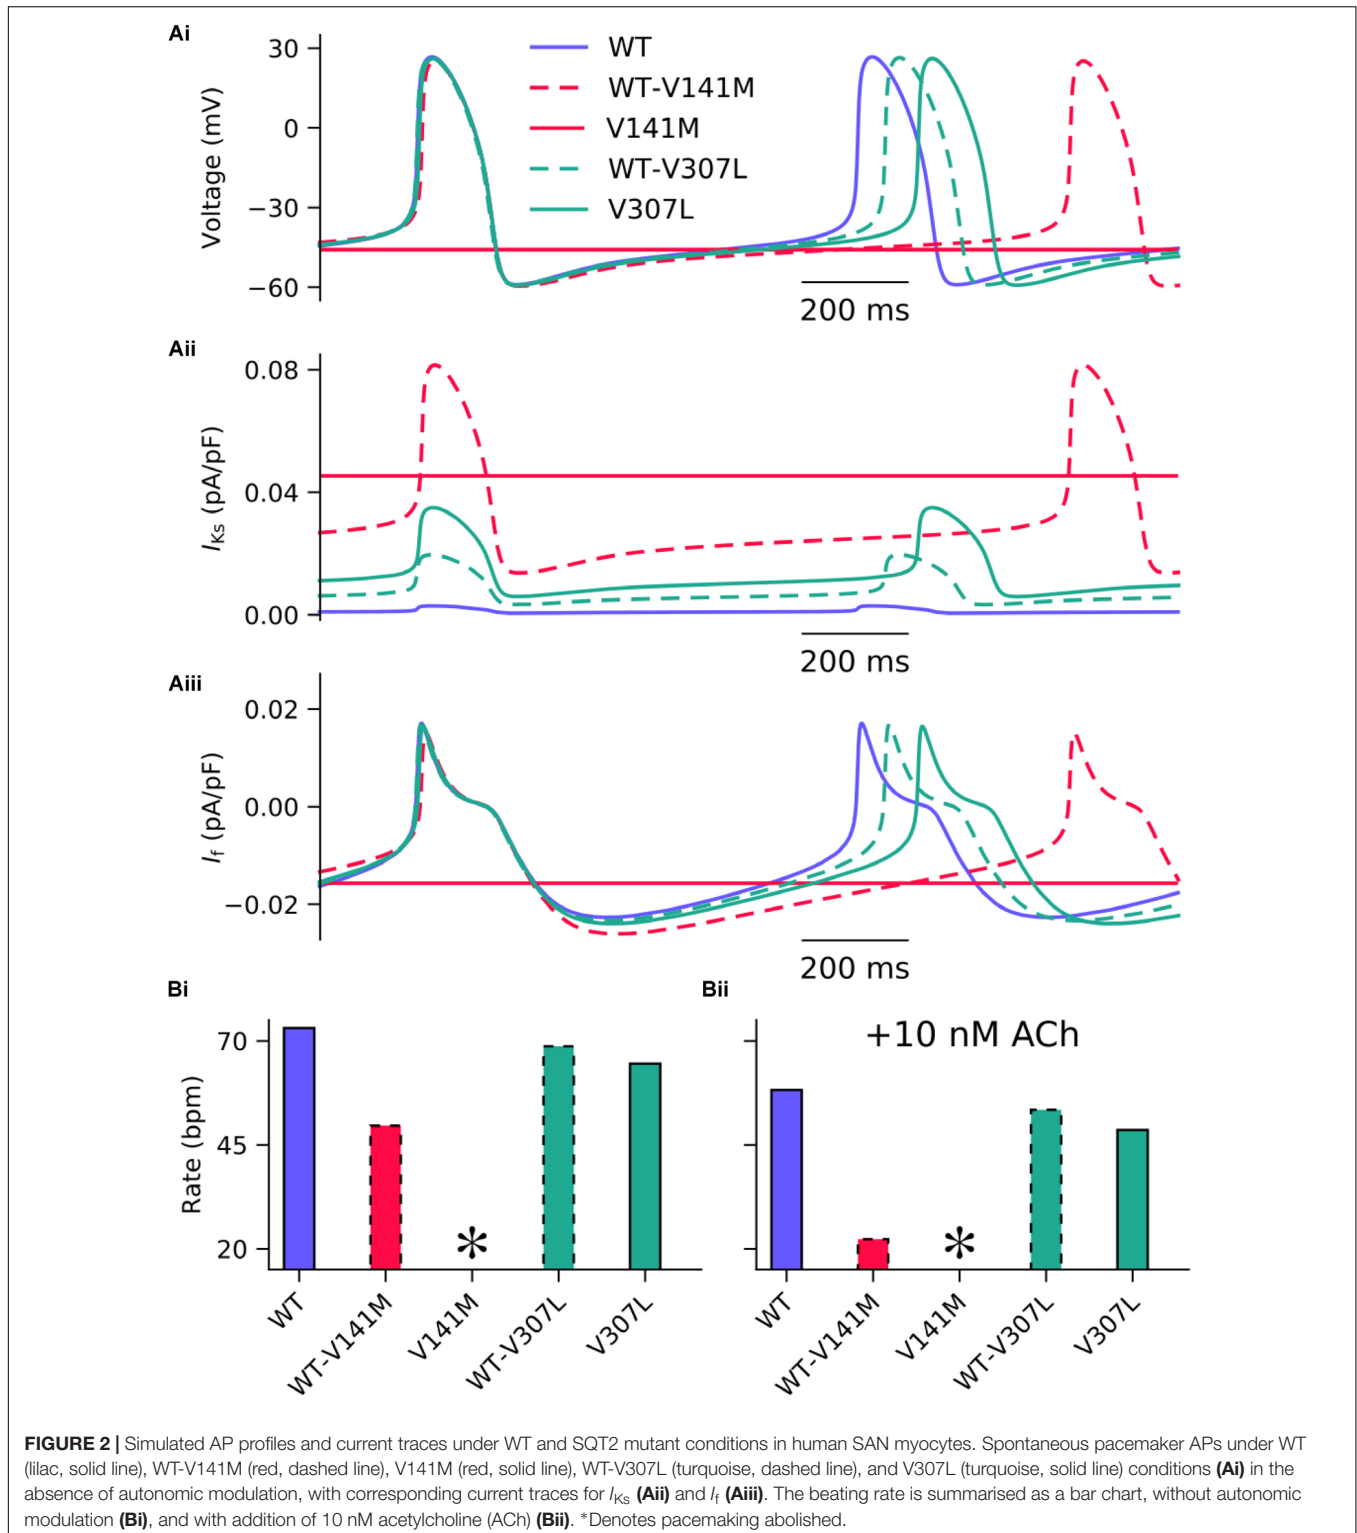 Ai
30
0
−30
−60
Voltage (mV)
WT
WT-V141M
V141M
WT-V307L
V307L
200 ms
Aii
0.08
0.04
0.00
IKs (pA/pF)
200 ms
Aiii
0.02
0.00
−0.02
If (pA/pF)
200 ms
Bi
70
45
20
Rate (bpm)
*
WT
WT-V141M
V141M
WT-V307L
V307L
Bii
+10 nM ACh
*
WT
WT-V141M
V141M
WT-V307L
V307L
FIGURE 2 | Simulated AP profiles and current traces under WT and SQT2 mutant conditions in human SAN myocytes. Spontaneous pacemaker APs under WT
(lilac, solid line), WT-V141M (red, dashed line), V141M (red, solid line), WT-V307L (turquoise, dashed line), and V307L (turquoise, solid line) conditions (Ai) in the
absence of autonomic modulation, with corresponding current traces for IKs (Aii) and If (Aiii). The beating rate is summarised as a bar chart, without autonomic
modulation (Bi), and with addition of 10 nM acetylcholine (ACh) (Bii). *Denotes pacemaking abolished.